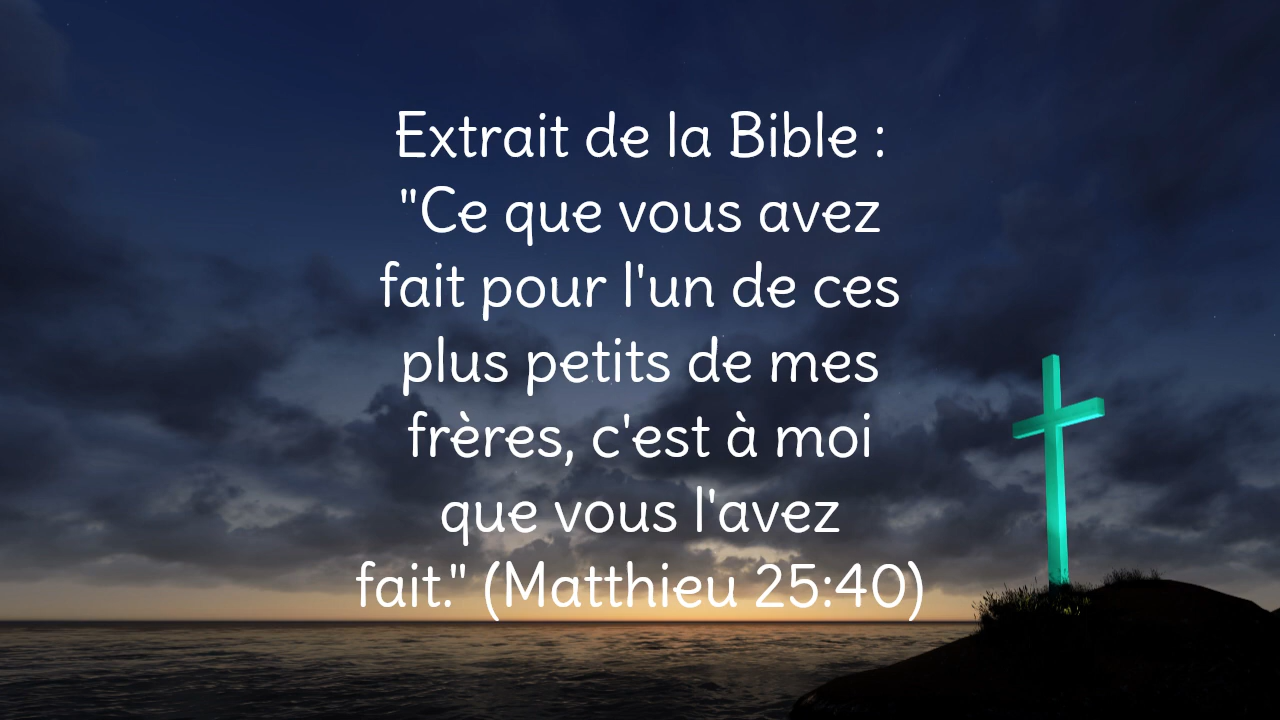 Extrait de la Bible :
"Ce que vous avez
fait pour l'un de ces
plus petits de mes
frères, c'est à moi
que vous l'avez
fait." (Matthieu 25:40)